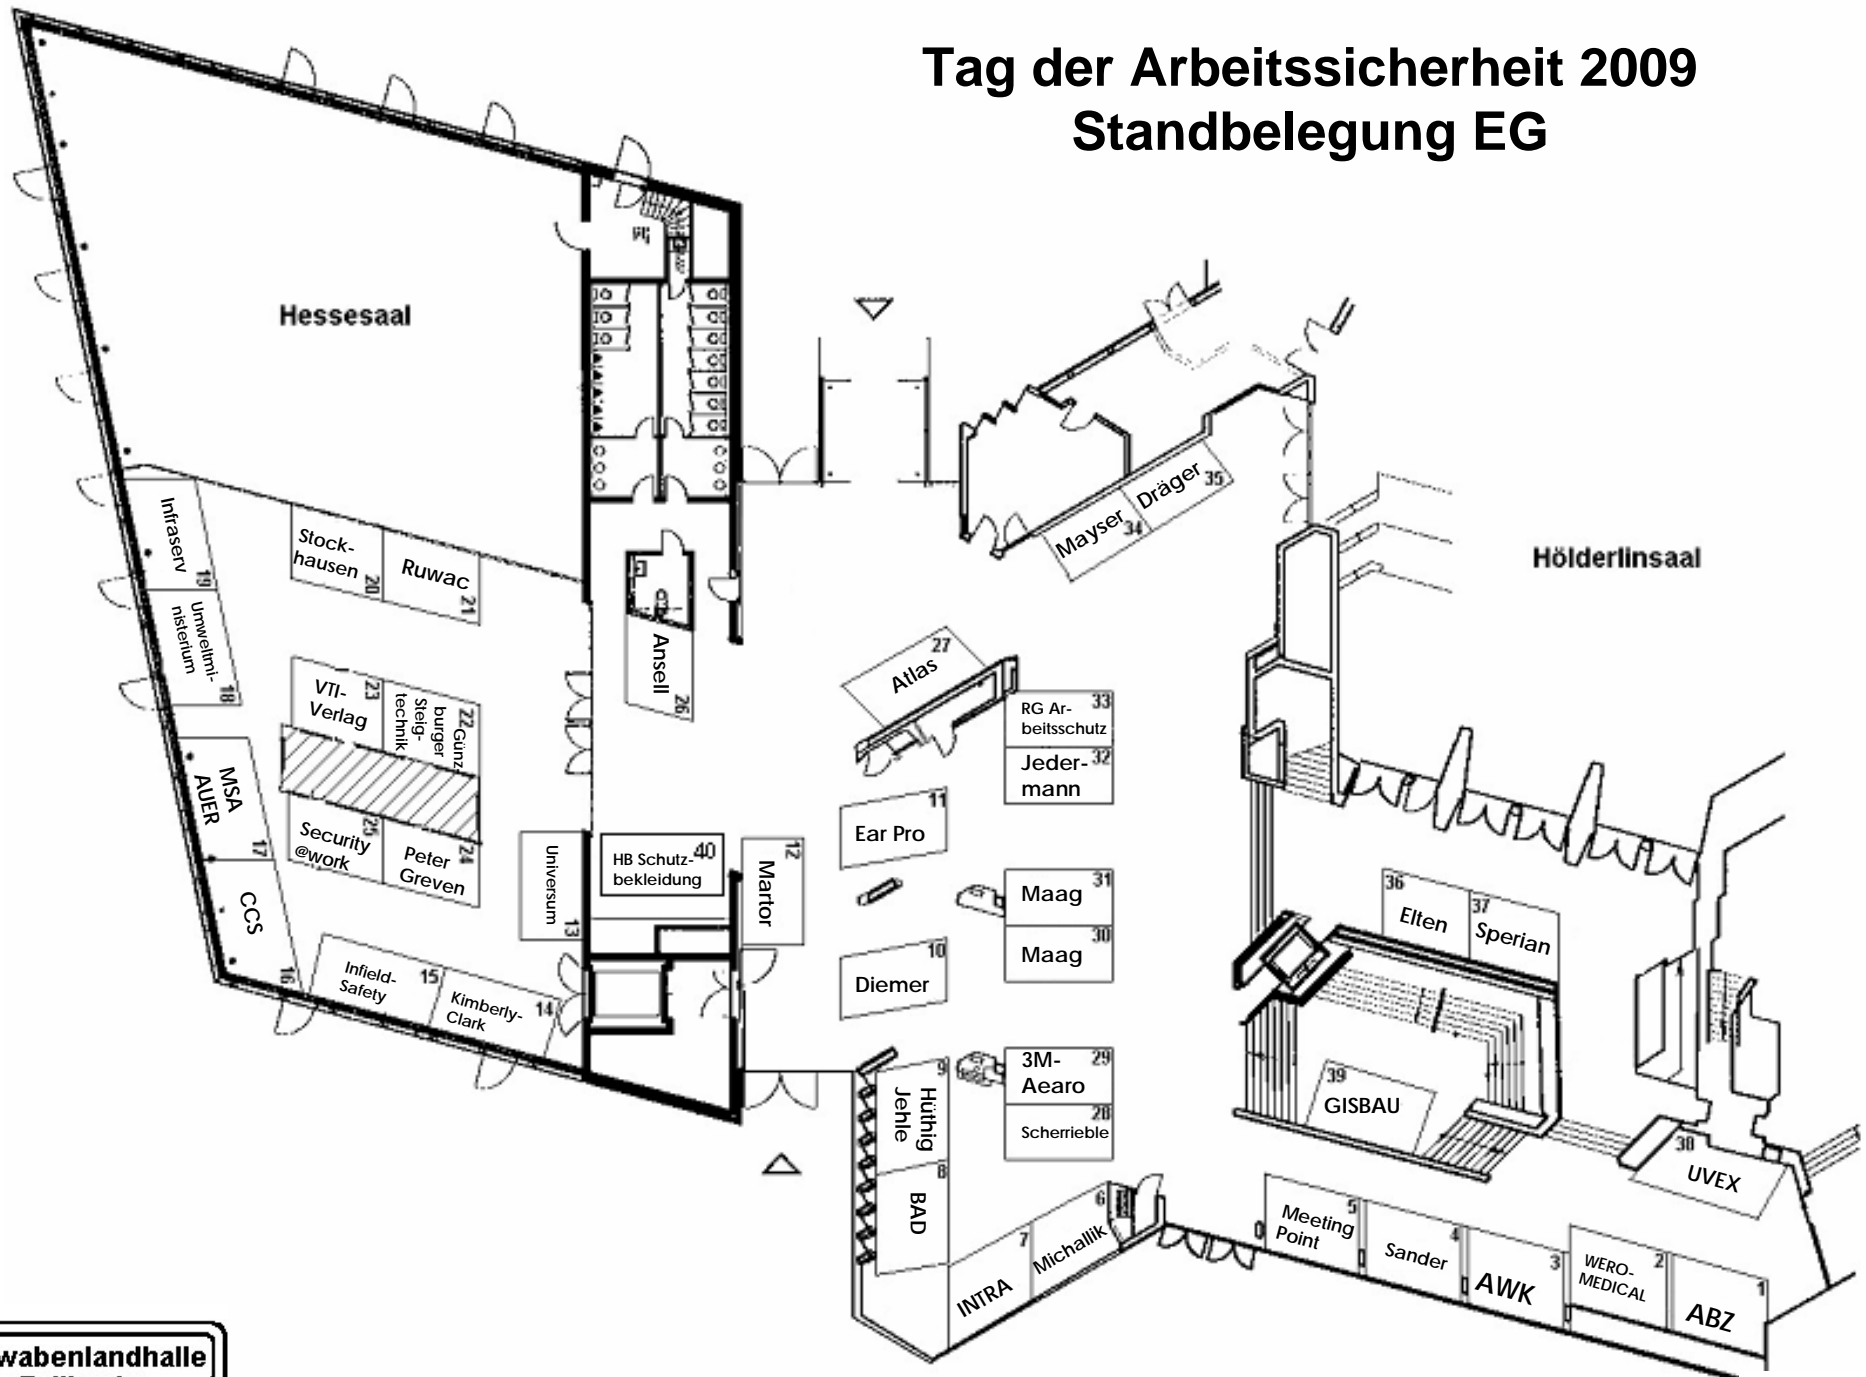 Tag der Arbeitssicherheit 2009
Standbelegung EG
Hessesaal
Hölderlinsaal
Infraserv
19
Umweltmi-
nisterium
18
Stock-
hausen
20
Ruwac
21
VTI-
Verlag
23
22
Günz-
burger
Steig-
technik
MSA
AUER
17
CCS
16
Security
@work
25
Peter
Greven
24
Infield-
Safety
15
Kimberly-
Clark
14
Universum
13
Ansell
26
HB Schutz-
bekleidung
40
Martor
12
Atlas
27
Ear Pro
11
Diemer
10
Hüthig
Jehle
9
BAD
8
INTRA
7
Michallik
6
RG Ar-
beitsschutz
33
Jeder-
mann
32
Maag
31
Maag
30
3M-
Aearo
29
Scherrieble
28
Mayser
34
Dräger
35
36
Elten
37
Sperian
39
GISBAU
38
UVEX
Meeting
Point
5
Sander
4
AWK
3
WERO-
MEDICAL
2
ABZ
1
wabenlandhalle